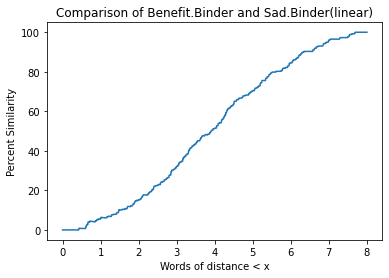 Comparison of Benefit.Binder and Sad.Binder(linear)
Percent Similarity
100
80
60
40
20
0
0 1 2 3 4 5 6 7 8
Words of distance < x